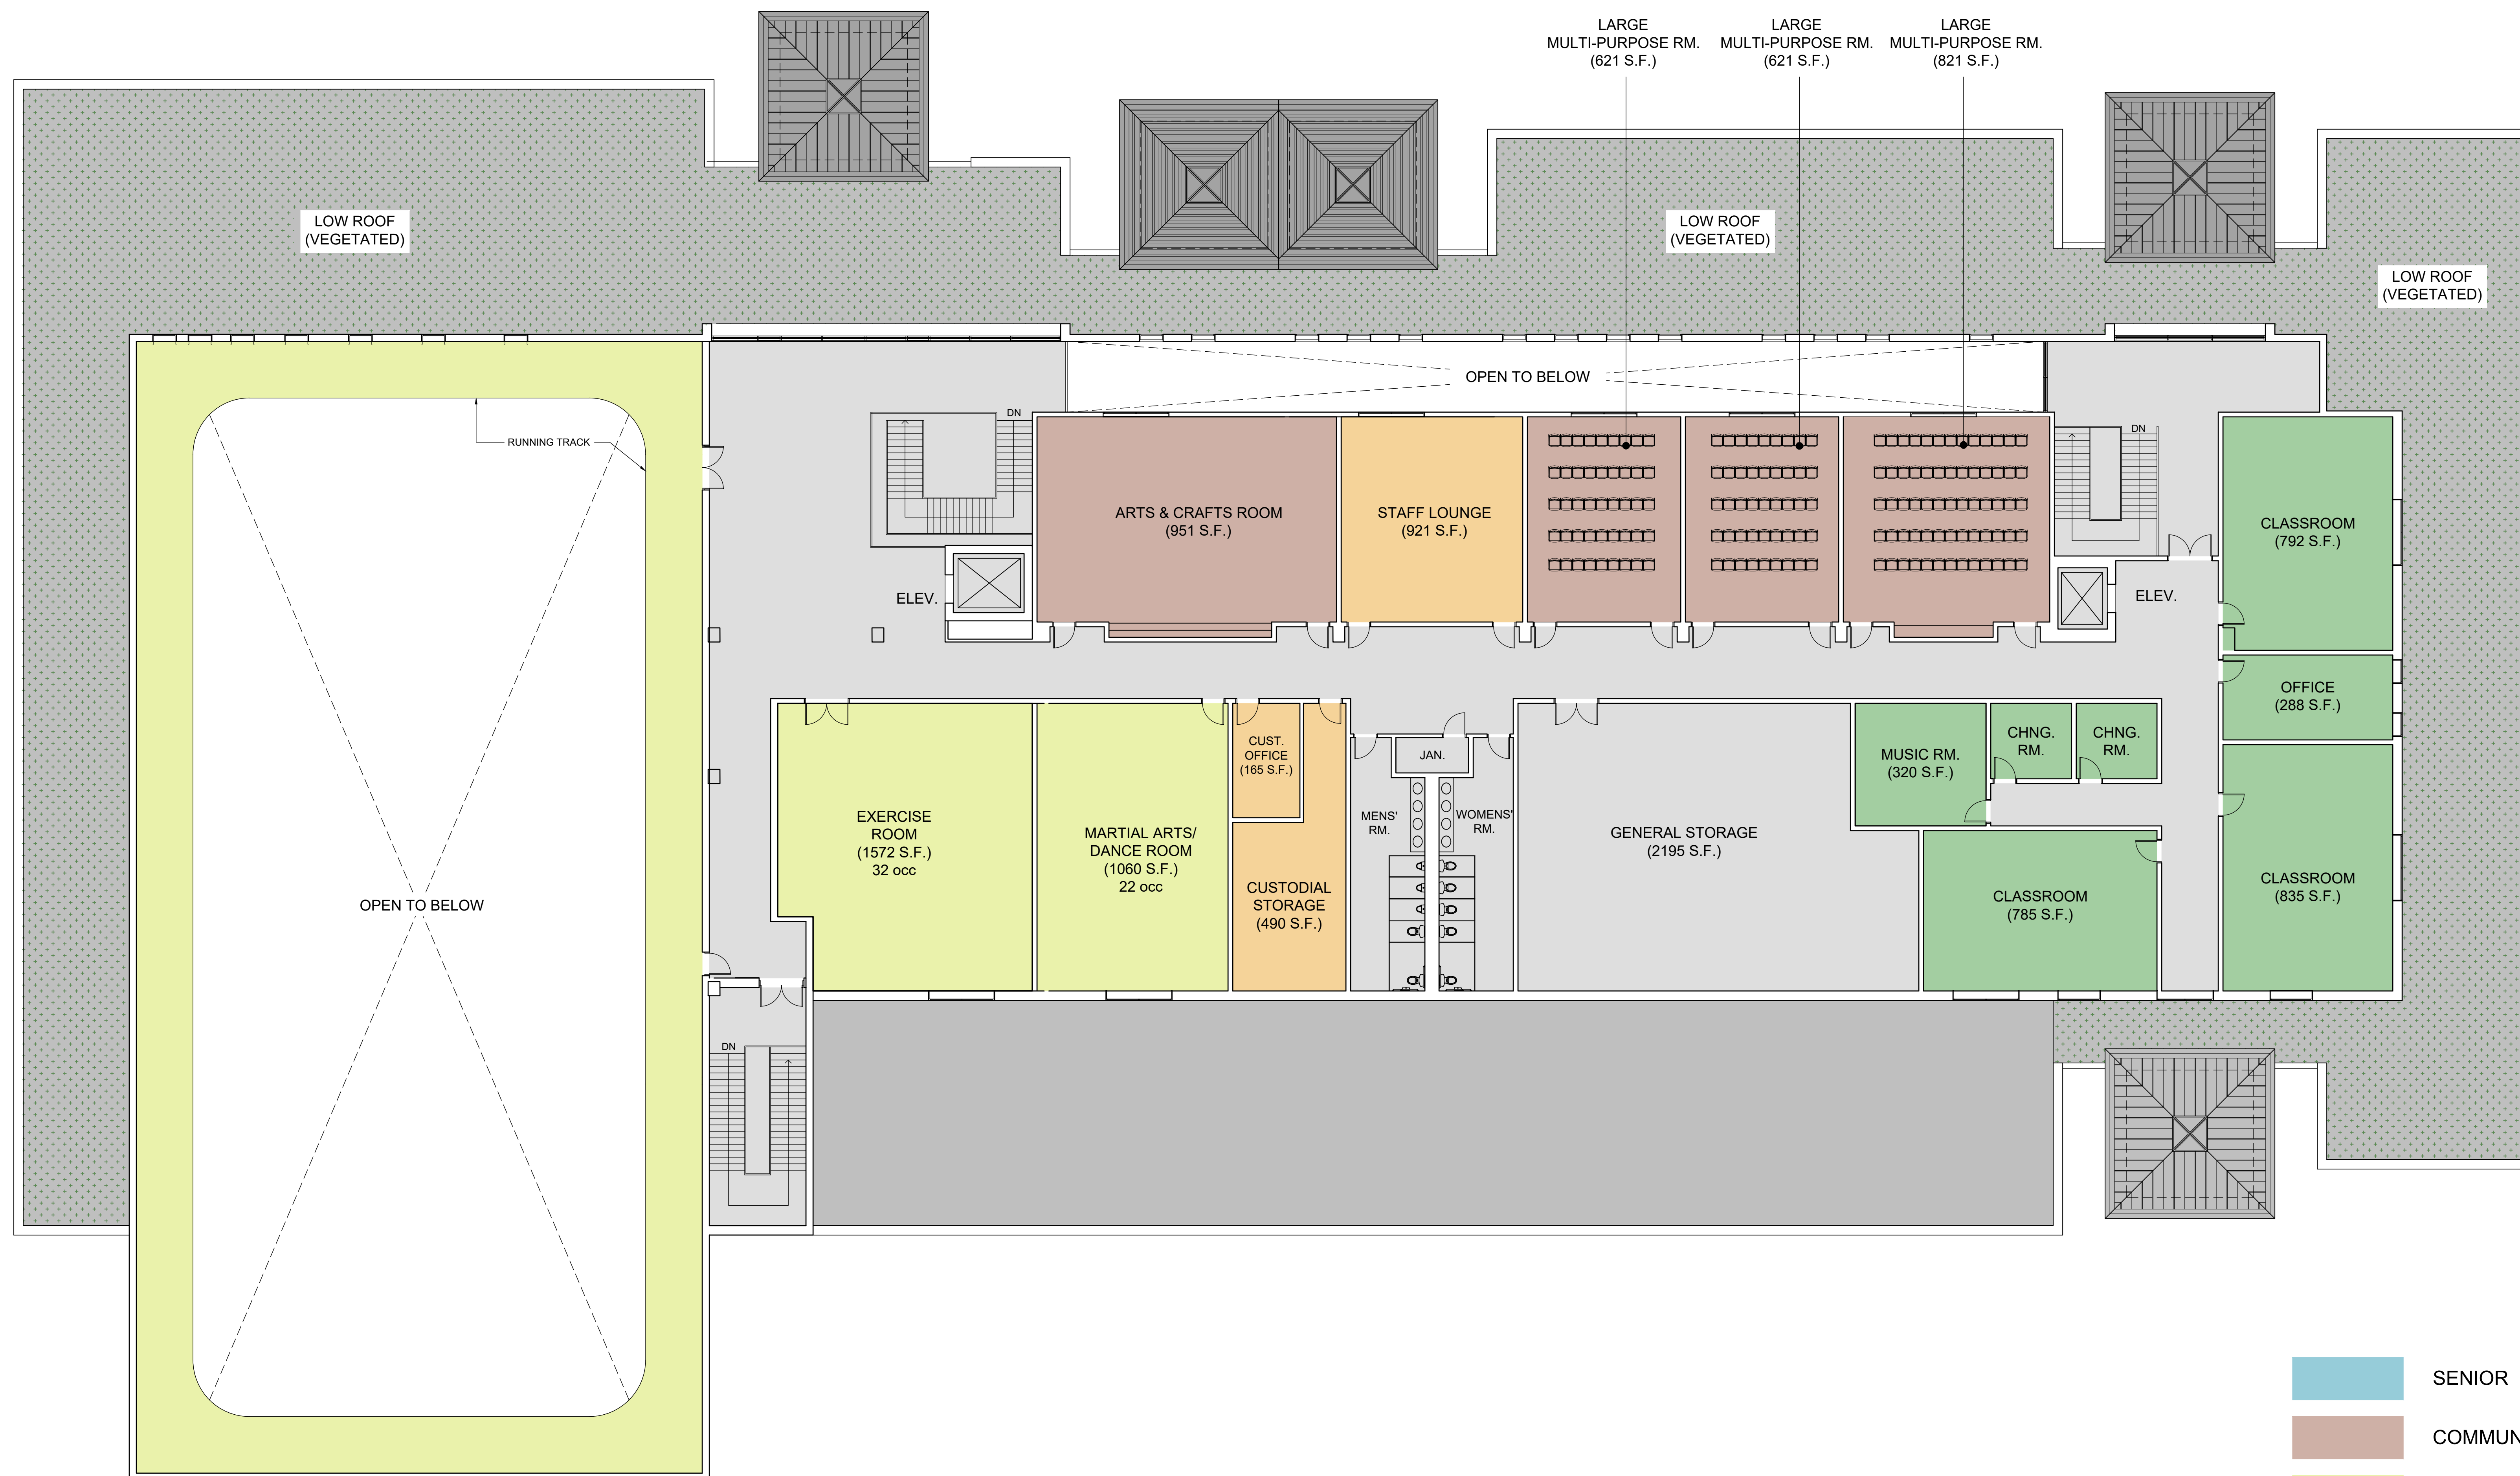 LARGE
MULTI-PURPOSE RM.
(621 S.F.)
LARGE
MULTI-PURPOSE RM.
(621 S.F.)
LARGE
MULTI-PURPOSE RM.
(821 S.F.)
LOW ROOF
(VEGETATED)
LOW ROOF
(VEGETATED)
LOW ROOF
(VEGETATED)
OPEN TO BELOW
RUNNING TRACK
DN
DN
ARTS & CRAFTS ROOM
(951 S.F.)
STAFF LOUNGE
(921 S.F.)
CLASSROOM
(792 S.F.)
ELEV.
ELEV.
OFFICE
(288 S.F.)
CUST.
OFFICE
(165 S.F.)
JAN.
MUSIC RM.
(320 S.F.)
CHNG.
RM.
CHNG.
RM.
EXERCISE
ROOM
(1572 S.F.)
32 occ
MARTIAL ARTS/
DANCE ROOM
(1060 S.F.)
22 occ
MENS'
RM.
WOMENS'
RM.
GENERAL STORAGE
(2195 S.F.)
CUSTODIAL
STORAGE
(490 S.F.)
CLASSROOM
(785 S.F.)
CLASSROOM
(835 S.F.)
OPEN TO BELOW
DN
SENIOR
COMMUN